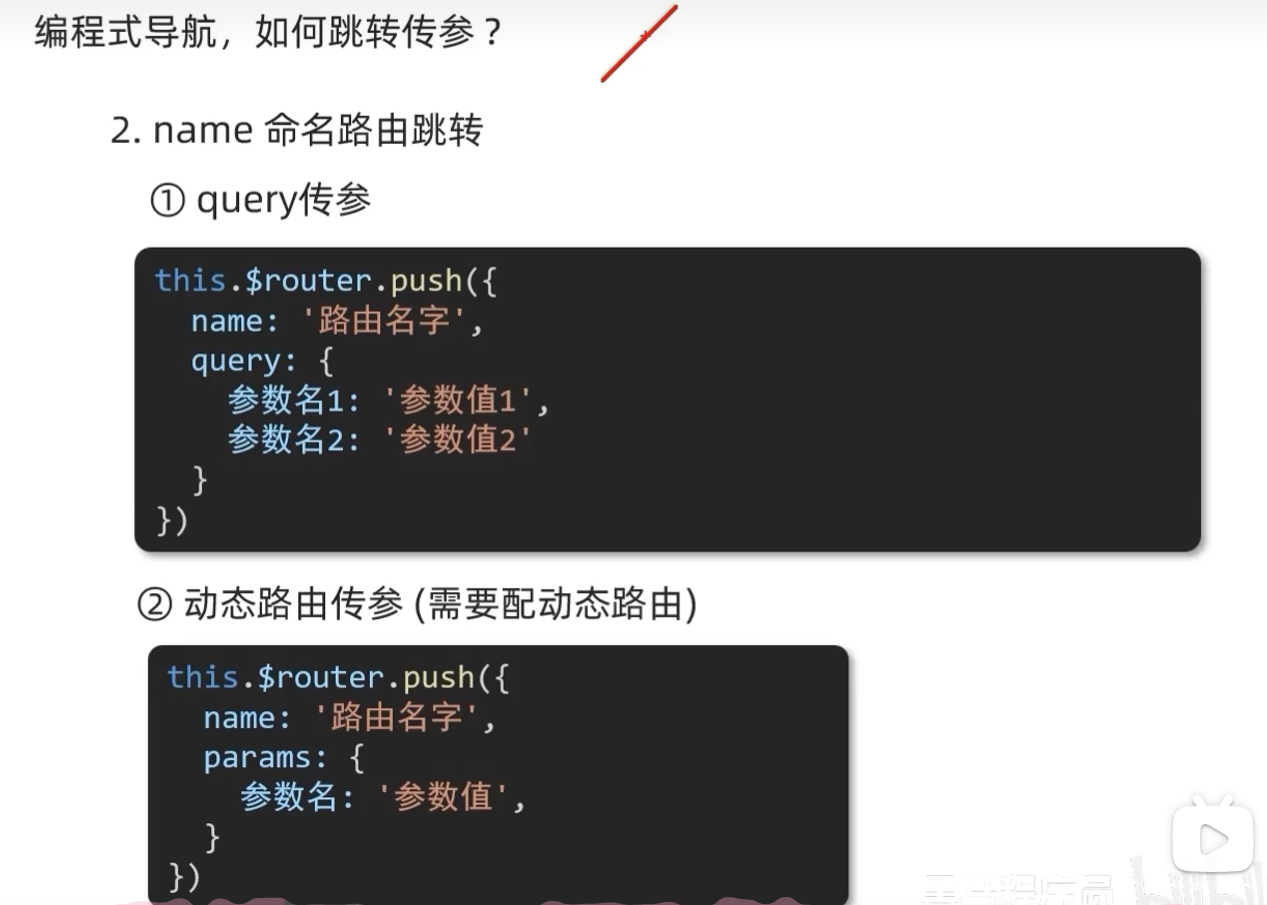 编程式导航，如何跳转传参？
2. name 命名路由跳转
① query传参
this.$router.push({
  name: '路由名字',
  query: {
    参数名1: '参数值1',
    参数名2: '参数值2'
  }
})
② 动态路由传参 (需要配动态路由)
this.$router.push({
  name: '路由名字',
  params: {
    参数名: '参数值',
  }
})